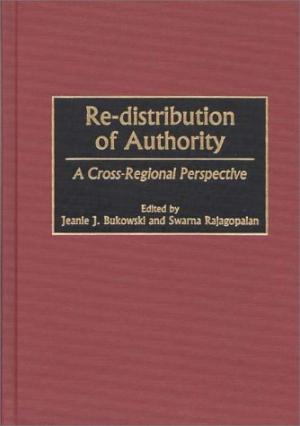 Re-distribution
of Authority
A Cross-Regional Perspective
Edited by
Jeanie J. Bukowski and Swarna Rajagopalan